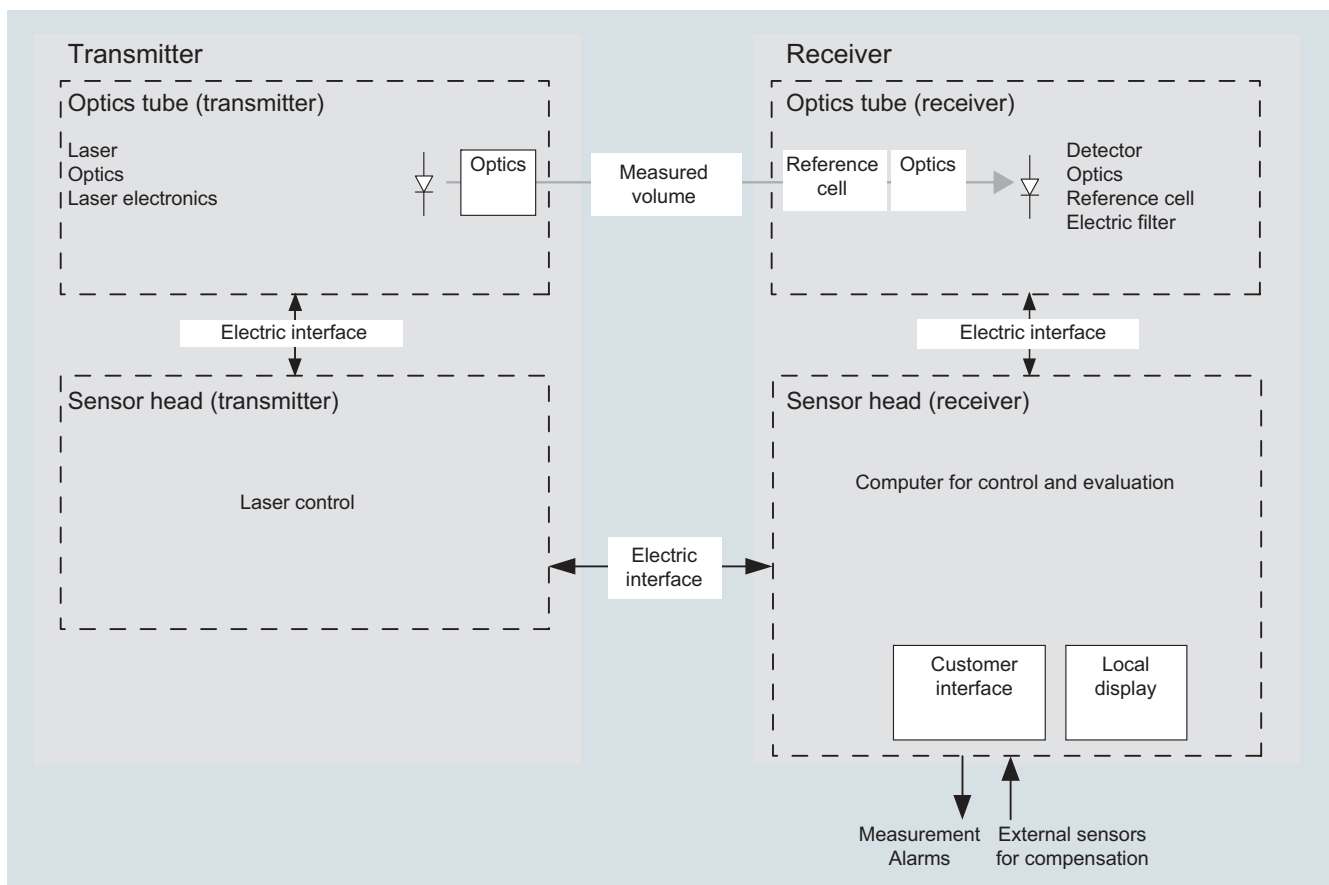 Transmitter
Optics tube (transmitter)
Laser
Optics
Laser electronics
Optics
Measured
volume
Receiver
Optics tube (receiver)
Reference
cell
Optics
Detector
Optics
Reference cell
Electric filter
Electric interface
Electric interface
Sensor head (transmitter)
Laser control
Electric
interface
Sensor head (receiver)
Computer for control and evaluation
Customer
interface
Local
display
Measurement
Alarms
External sensors
for compensation